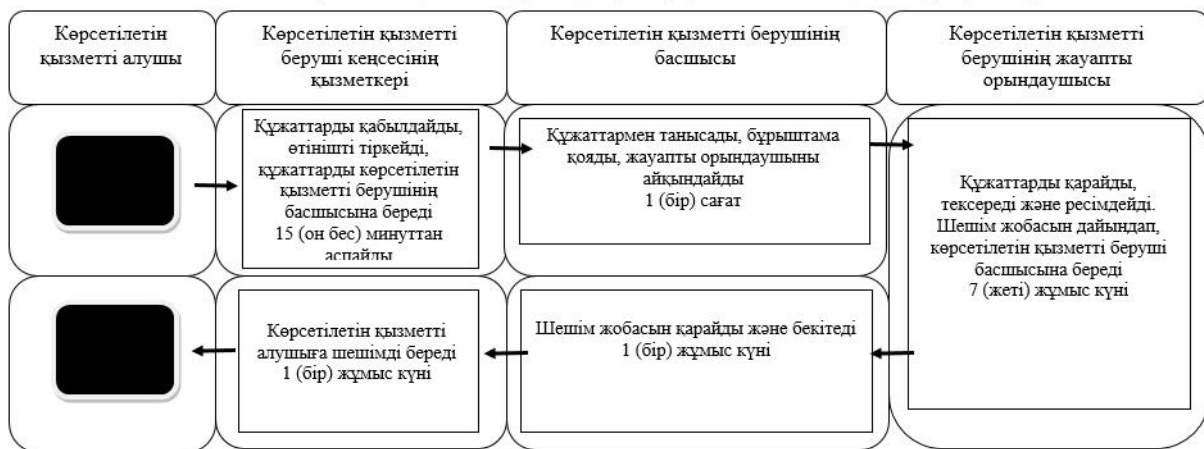 Көрсетілетін
қызметті алушы
Көрсетілетін қызметті
беруші кеңсесінің
қызметкері
Көрсетілетін қызметті берушінің
басшысы
Көрсетілетін қызметті
берушінің жауапты
орындаушысы
Құжаттарды қабылдайды,
өтінішті тіркейді,
құжаттарды көрсетілетін
қызметті берушінің
басшысына береді
15 (он бес) минуттан
аспайды
Құжаттармен танысады, бұрыштама
қояды, жауапты орындаушыны
айқындайды
1 (бір) сағат
Құжаттарды қарайды,
тексереді және ресімдейді.
Шешім жобасын дайындап,
көрсетілетін қызметті беруші
басшысына береді
7 (жеті) жұмыс күні
Көрсетілетін қызметті
алушыға шешімді береді
1 (бір) жұмыс күні
Шешім жобасын қарайды және бекітеді
1 (бір) жұмыс күні